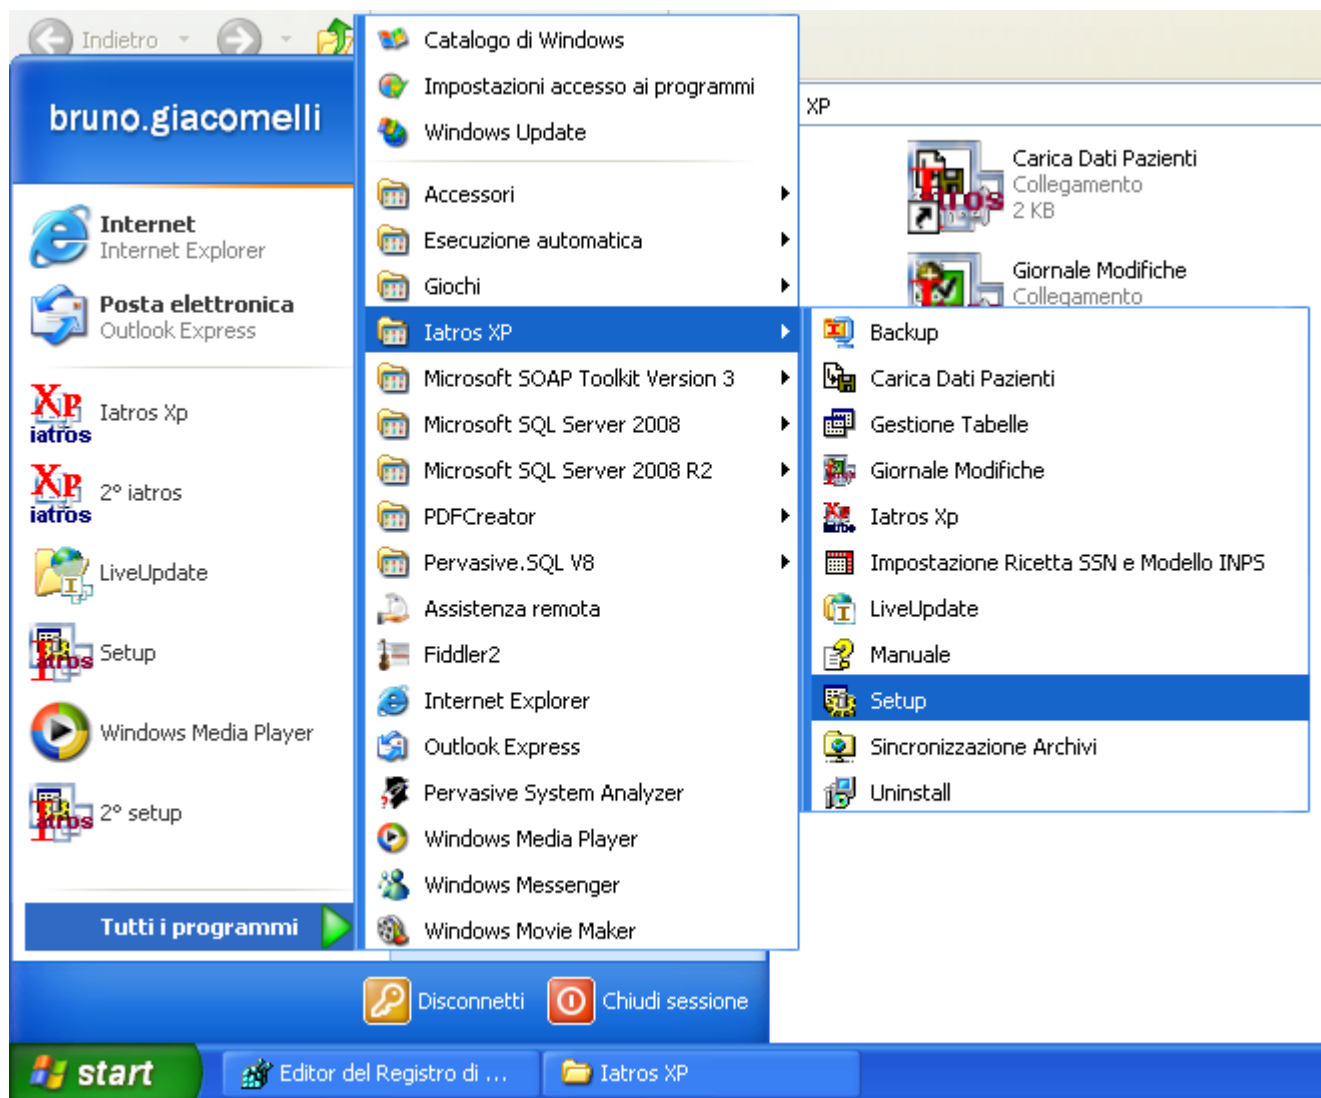 Indietro
bruno.giacomelli
Internet
Internet Explorer
Posta elettronica
Outlook Express
Iatros Xp
2° iatros
LiveUpdate
Setup
Windows Media Player
2° setup
Tutti i programmi
Catalogo di Windows
Impostazioni accesso ai programmi
Windows Update
Accessori
Esecuzione automatica
Giochi
Iatros XP
Microsoft SOAP Toolkit Version 3
Microsoft SQL Server 2008
Microsoft SQL Server 2008 R2
PDFCreator
Pervasive.SQL V8
Assistenza remota
Fiddler2
Internet Explorer
Outlook Express
Pervasive System Analyzer
Windows Media Player
Windows Messenger
Windows Movie Maker
XP
Carica Dati Pazienti
Collegamento
2 KB
Giornale Modifiche
Collegamento
Backup
Carica Dati Pazienti
Gestione Tabelle
Giornale Modifiche
Iatros Xp
Impostazione Ricetta SSN e Modello INPS
LiveUpdate
Manuale
Setup
Sincronizzazione Archivi
Uninstall
Disconnetti
Chiudi sessione
start
Editor del Registro di ...
Iatros XP